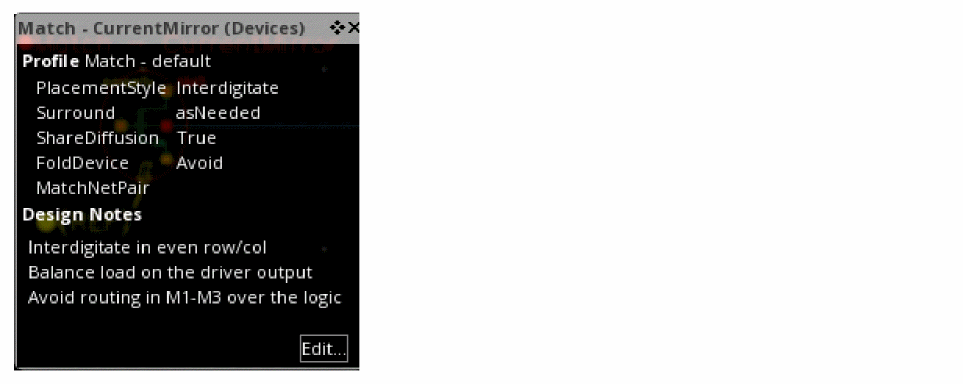 Match - CurrentMirror (Devices)
Profile Match - default
PlacementStyle Interdigitate
Surround asNeeded
ShareDiffusion True
FoldDevice Avoid
MatchNetPair
Design Notes
Interdigitate in even row/col
Balance load on the driver output
Avoid routing in M1-M3 over the logic
Edit...